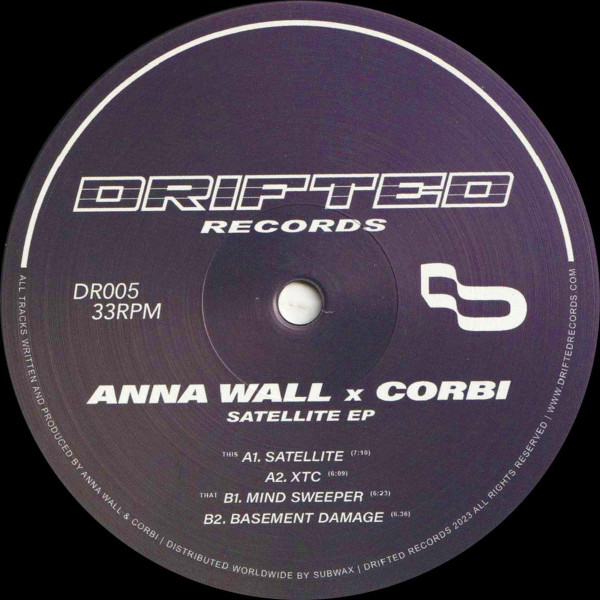 DRIFTED
RECORDS
DR005
33RPM
ANNA WALL x CORBI
SATELLITE EP
THIS A1. SATELLITE (7:10)
A2. XTC (6:09)
THAT B1. MIND SWEEPER (6:23)
B2. BASEMENT DAMAGE (6.36)
ALL TRACKS WRITTEN AND PRODUCED BY ANNA WALL & CORBI | DISTRIBUTED WORLDWIDE BY SUBWAX | DRIFTED RECORDS 2023 ALL RIGHTS RESERVED | WWW.DRIFTEDRECORDS.COM